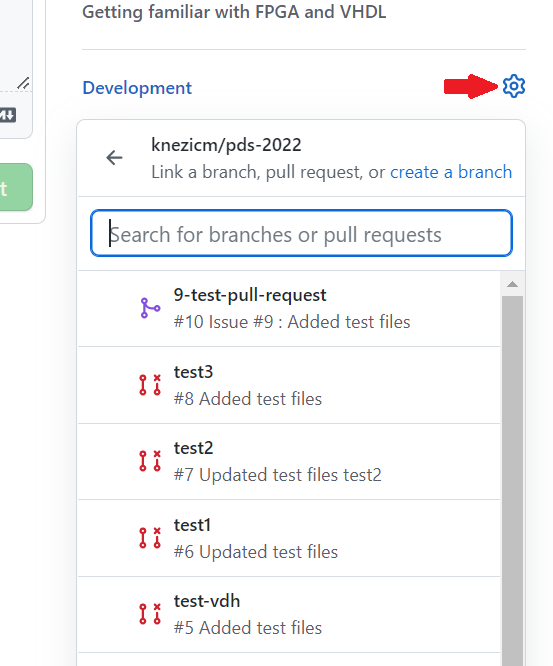 Getting familiar with FPGA and VHDL
Development
knezicm/pds-2022
Link a branch, pull request, or create a branch
Search for branches or pull requests
9-test-pull-request
#10 Issue #9 : Added test files
test3
#8 Added test files
test2
#7 Updated test files test2
test1
#6 Updated test files
test-vdh
#5 Added test files
t